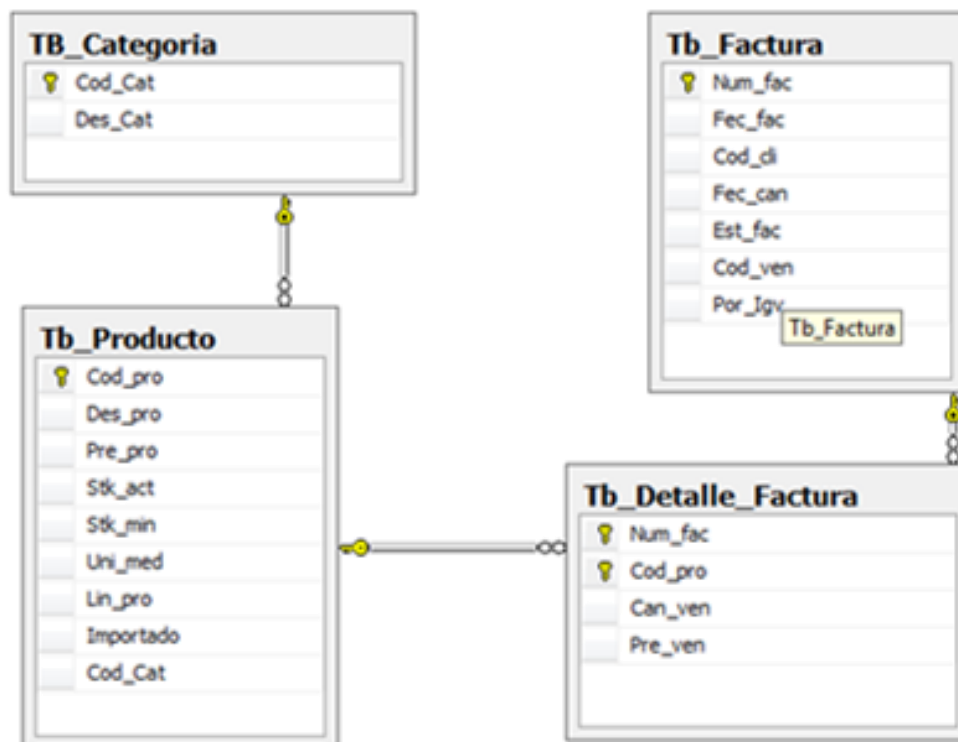 TB_Categoria
Cod_Cat
Des_Cat
Tb_Factura
Num_fac
Fec_fac
Cod_cli
Fec_can
Est_fac
Cod_ven
Por_Igv
Tb_Factura
Tb_Producto
Cod_pro
Des_pro
Pre_pro
Stk_act
Stk_min
Uni_med
Lin_pro
Importado
Cod_Cat
Tb_Detalle_Factura
Num_fac
Cod_pro
Can_ven
Pre_ven